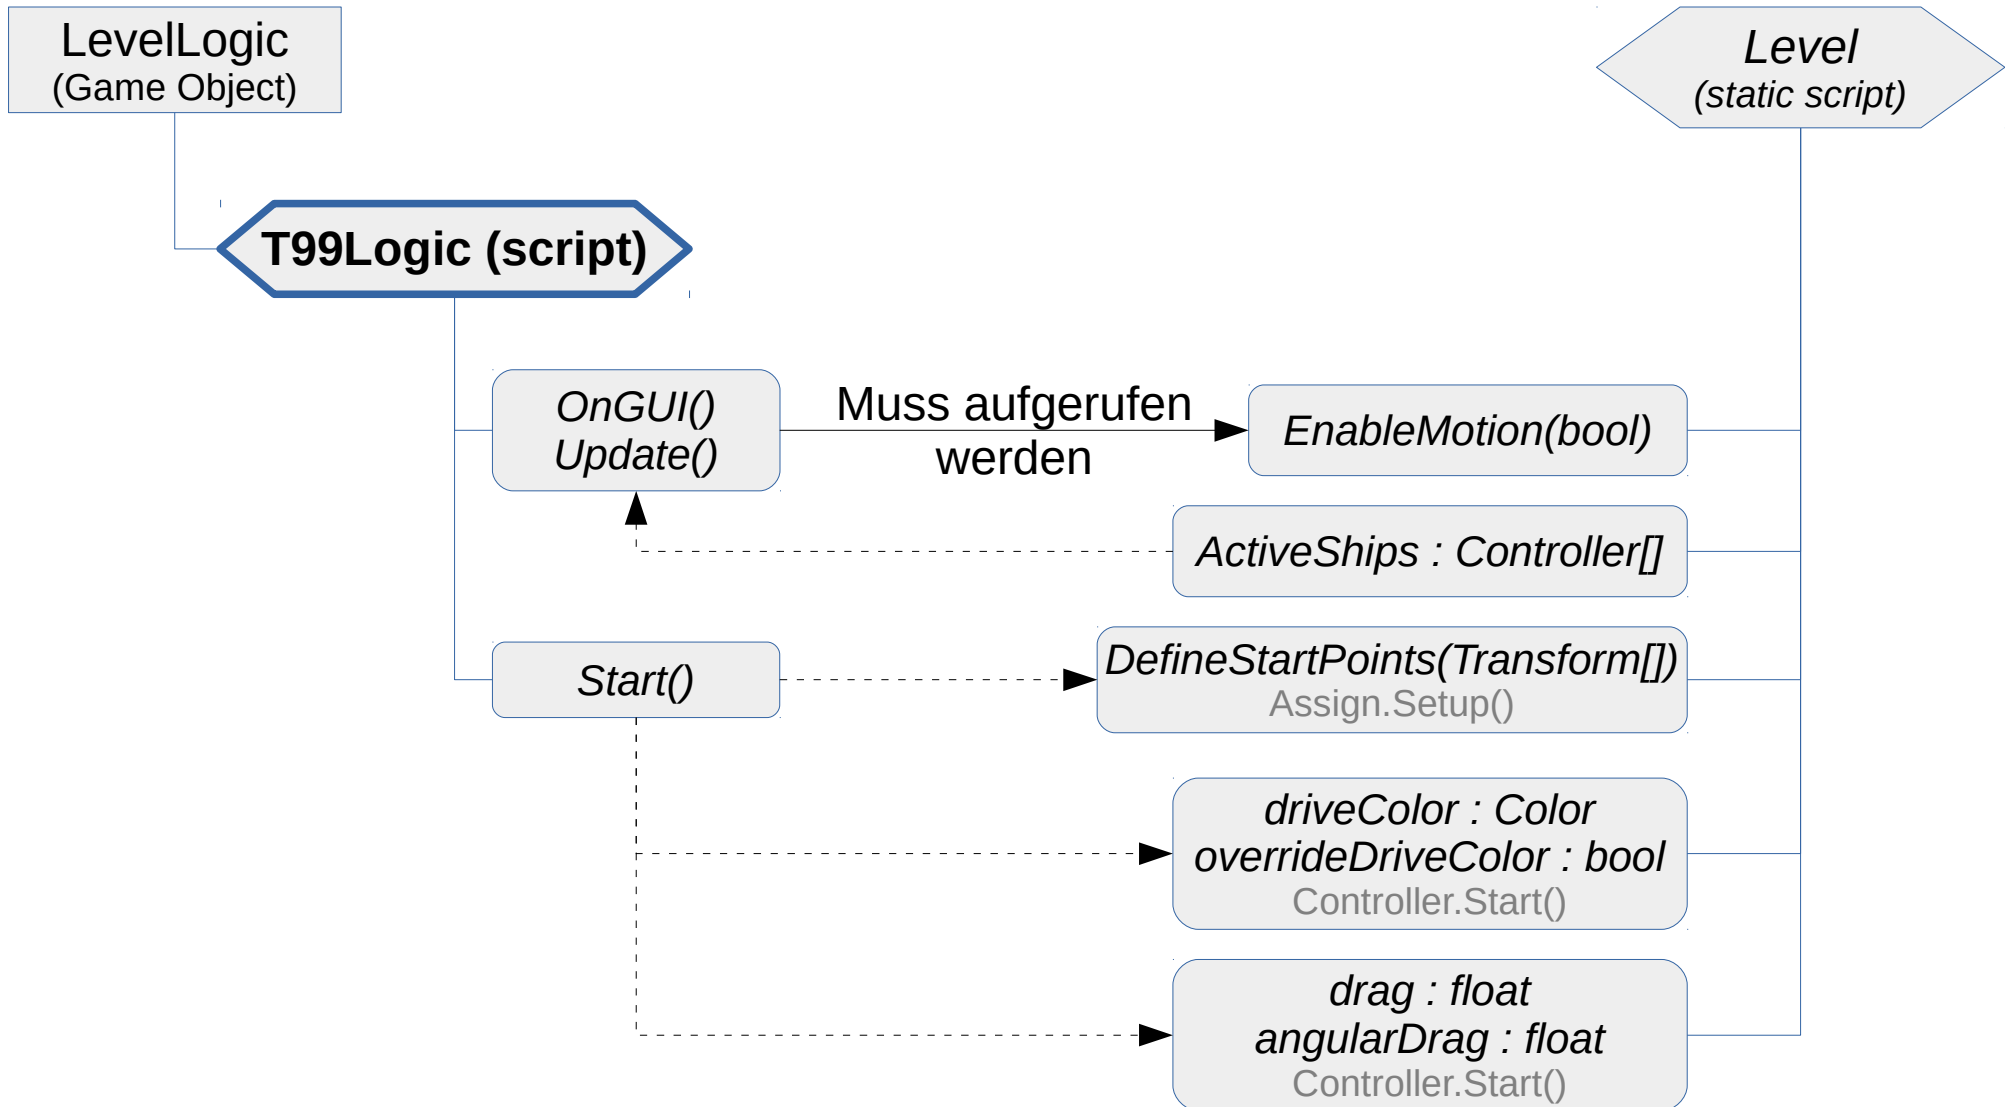 LevelLogic
(Game Object)
Level
(static script)
T99Logic (script)
OnGUI()
Update()
Muss aufgerufen
werden
EnableMotion(bool)
ActiveShips : Controller[]
Start()
DefineStartPoints(Transform[])
Assign.Setup()
driveColor : Color
overrideDriveColor : bool
Controller.Start()
drag : float
angularDrag : float
Controller.Start()